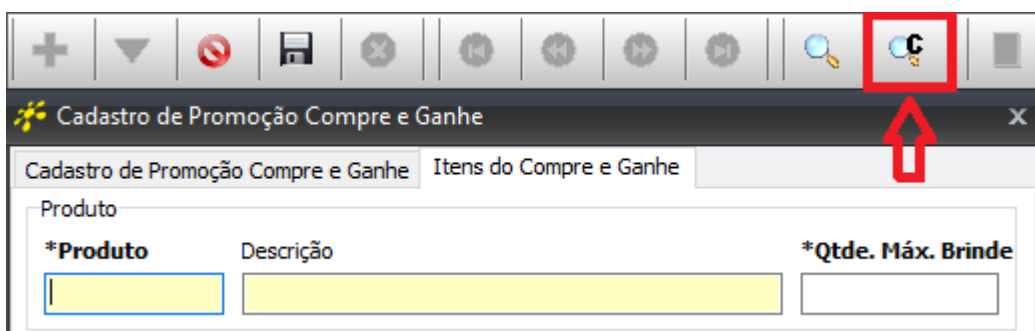 C
Cadastro de Promoção Compre e Ganhe
Cadastro de Promoção Compre e Ganhe Itens do Compre e Ganhe
Produto
*Produto Descrição *Qtde. Máx. Brinde